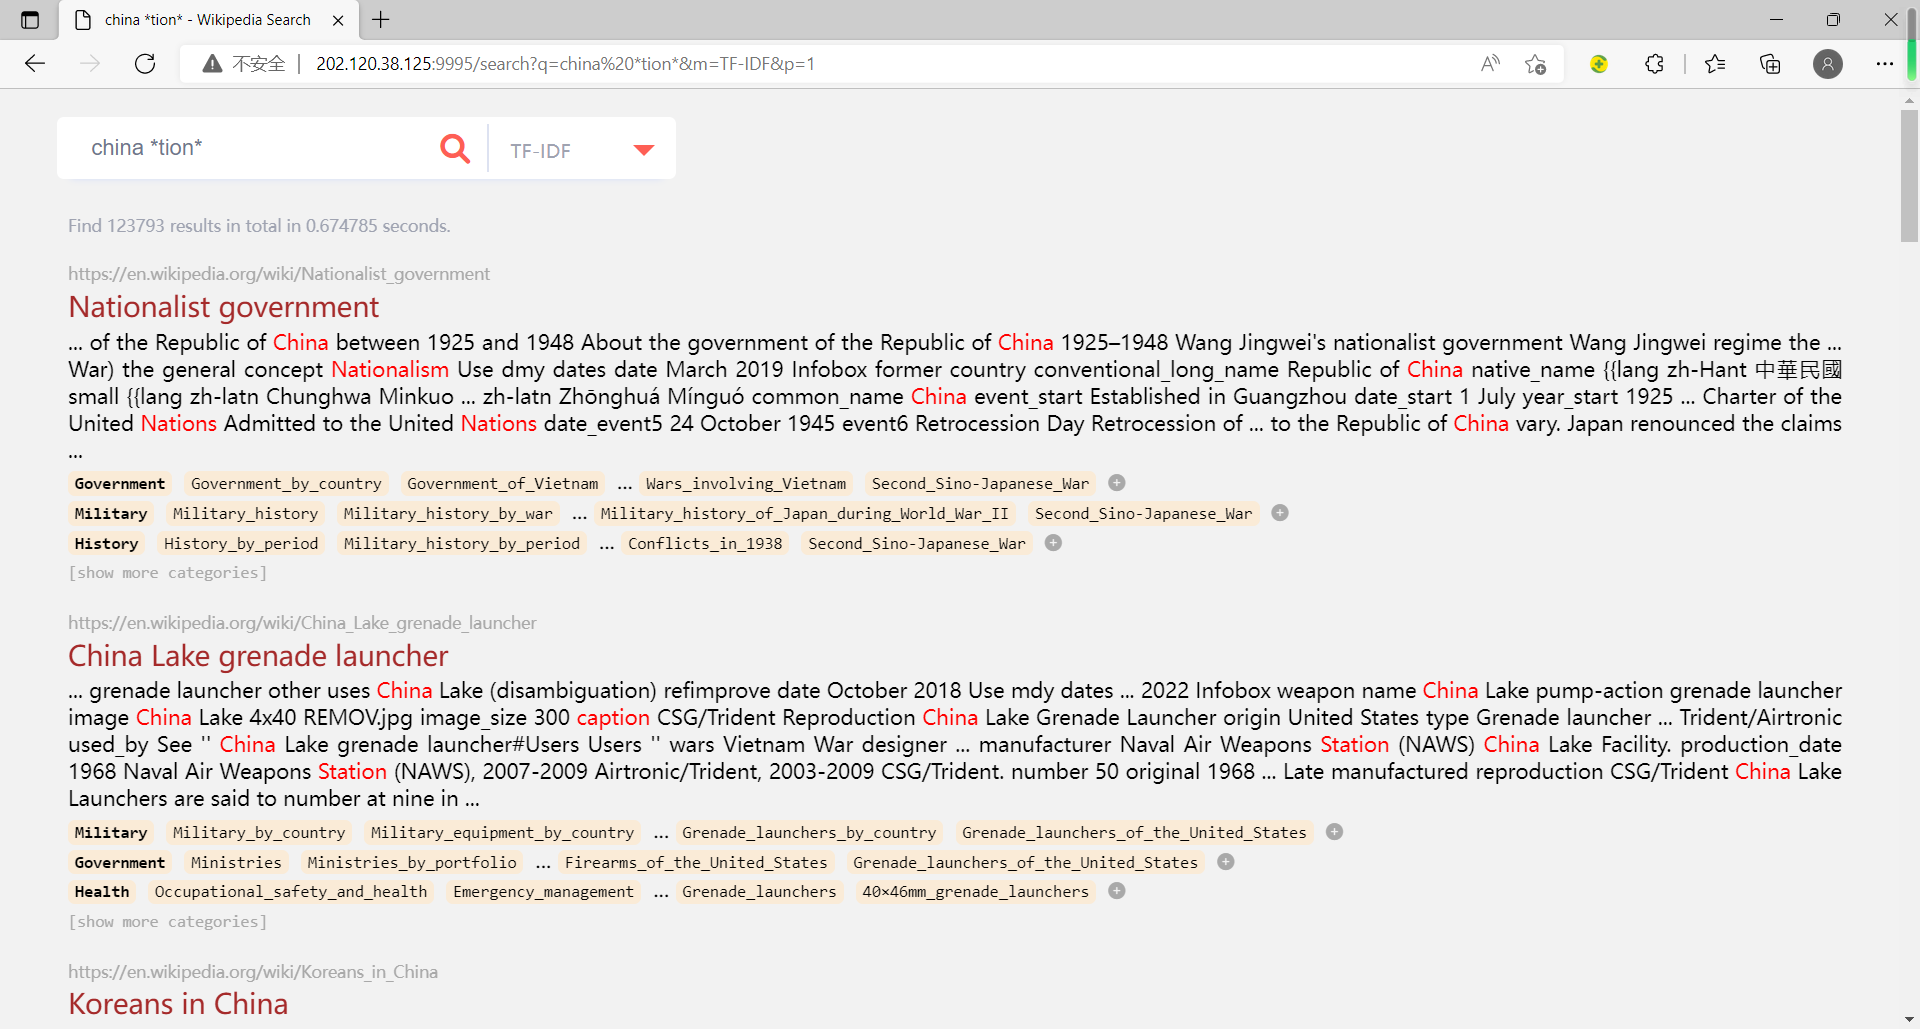 china *tion* - Wikipedia Search
不安全 | 202.120.38.125:9995/search?q=china%20*tion*&m=TF-IDF&p=1
china *tion*
TF-IDF
Find 123793 results in total in 0.674785 seconds.
https://en.wikipedia.org/wiki/Nationalist_government
Nationalist government
... of the Republic of China between 1925 and 1948 About the government of the Republic of China 1925–1948 Wang Jingwei's nationalist government Wang Jingwei regime the ...
War) the general concept Nationalism Use dmy dates date March 2019 Infobox former country conventional_long_name Republic of China native_name {{lang zh-Hant 中華民國
small {{lang zh-latn Chunghwa Minkuo ... zh-latn Zhōnghuá Mínguó common_name China event_start Established in Guangzhou date_start 1 July year_start 1925 ... Charter of the
United Nations Admitted to the United Nations date_event5 24 October 1945 event6 Retrocession Day Retrocession of ... to the Republic of China vary. Japan renounced the claims
...
Government Government_by_country Government_of_Vietnam ... Wars_involving_Vietnam Second_Sino-Japanese_War
Military Military_history Military_history_by_war ... Military_history_of_Japan_during_World_War_II Second_Sino-Japanese_War
History History_by_period Military_history_by_period ... Conflicts_in_1938 Second_Sino-Japanese_War
[show more categories]
https://en.wikipedia.org/wiki/China_Lake_grenade_launcher
China Lake grenade launcher
... grenade launcher other uses China Lake (disambiguation) refimprove date October 2018 Use mdy dates ... 2022 Infobox weapon name China Lake pump-action grenade launcher
image China Lake 4x40 REMOV.jpg image_size 300 caption CSG/Trident Reproduction China Lake Grenade Launcher origin United States type Grenade launcher ... Trident/Airtronic
used_by See '' China Lake grenade launcher#Users Users '' wars Vietnam War designer ... manufacturer Naval Air Weapons Station (NAWS) China Lake Facility. production_date
1968 Naval Air Weapons Station (NAWS), 2007-2009 Airtronic/Trident, 2003-2009 CSG/Trident. number 50 original 1968 ... Late manufactured reproduction CSG/Trident China Lake
Launchers are said to number at nine in ...
Military Military_by_country Military_equipment_by_country ... Grenade_launchers_by_country Grenade_launchers_of_the_United_States
Government Ministries Ministries_by_portfolio ... Firearms_of_the_United_States Grenade_launchers_of_the_United_States
Health Occupational_safety_and_health Emergency_management ... Grenade_launchers 40×46mm_grenade_launchers
[show more categories]
https://en.wikipedia.org/wiki/Koreans_in_China
Koreans in China